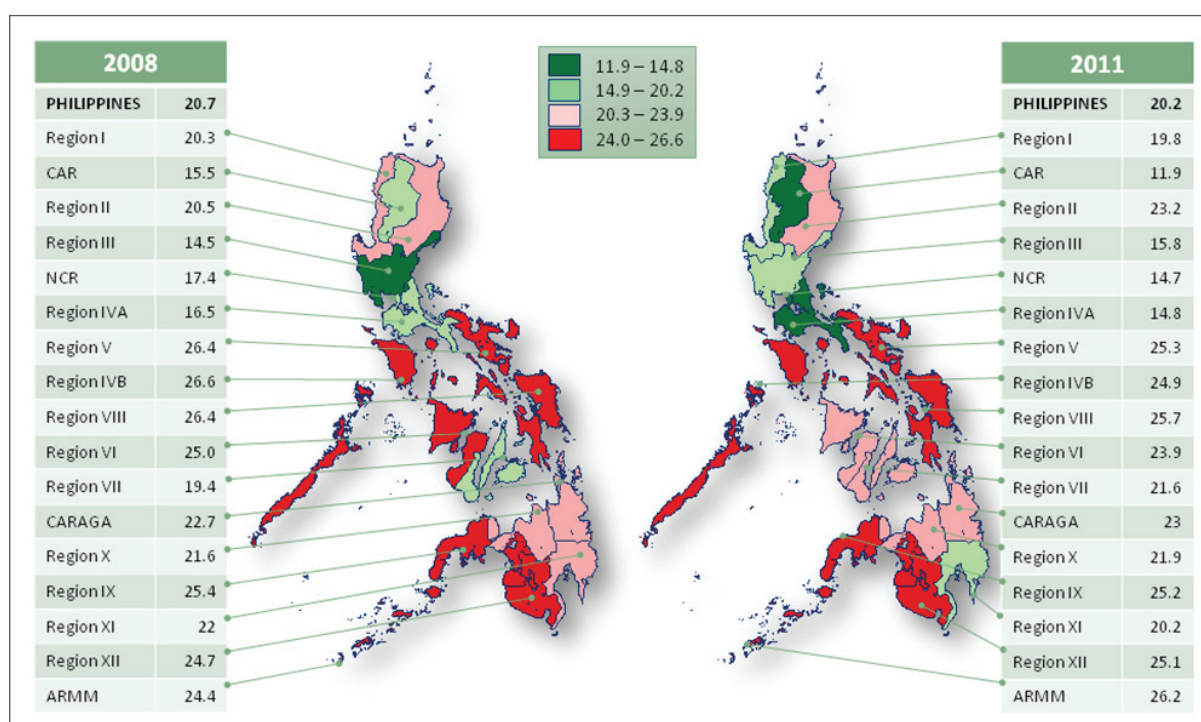 2008
PHILIPPINES 20.7
Region I 20.3
CAR 15.5
Region II 20.5
Region III 14.5
NCR 17.4
Region IVA 16.5
Region V 26.4
Region IVB 26.6
Region VIII 26.4
Region VI 25.0
Region VII 19.4
CARAGA 22.7
Region X 21.6
Region IX 25.4
Region XI 22
Region XII 24.7
ARMM 24.4
11.9 – 14.8
14.9 – 20.2
20.3 – 23.9
24.0 – 26.6
2011
PHILIPPINES 20.2
Region I 19.8
CAR 11.9
Region II 23.2
Region III 15.8
NCR 14.7
Region IVA 14.8
Region V 25.3
Region IVB 24.9
Region VIII 25.7
Region VI 23.9
Region VII 21.6
CARAGA 23
Region X 21.9
Region IX 25.2
Region XI 20.2
Region XII 25.1
ARMM 26.2